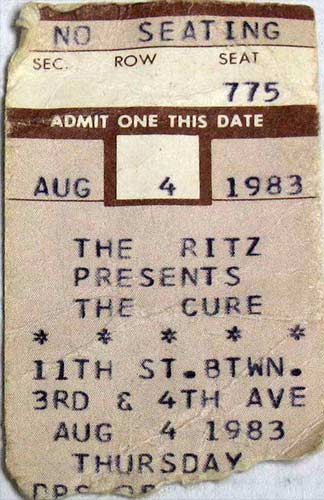 NO SEATING
SEC. ROW SEAT
775
ADMIT ONE THIS DATE
AUG 4 1983
THE RITZ
PRESENTS
THE CURE
* * * * *
11TH ST.BTWN.
3RD & 4TH AVE
AUG 4 1983
THURSDAY